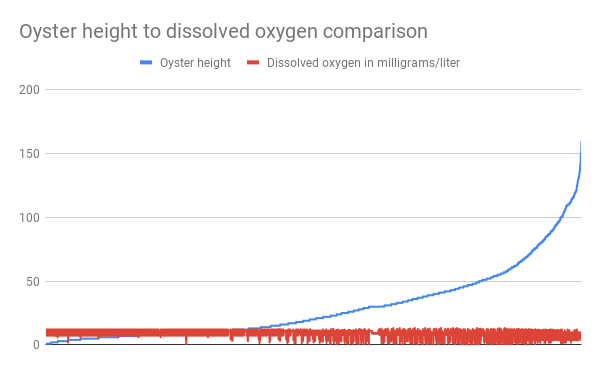 Oyster height to dissolved oxygen comparison
Oyster height Dissolved oxygen in milligrams/liter
200
150
100
50
0